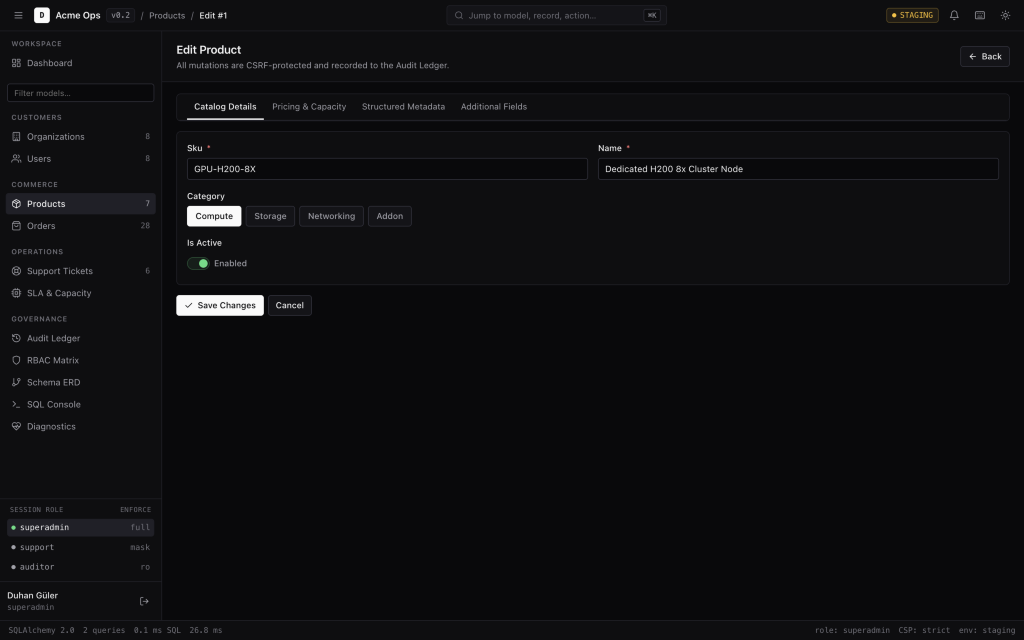 D Acme Ops v0.2 / Products / Edit #1
Jump to model, record, action... ⌘K
STAGING
WORKSPACE
Dashboard
Filter models...
CUSTOMERS
Organizations 8
Users 8
COMMERCE
Products 7
Orders 28
OPERATIONS
Support Tickets 6
SLA & Capacity
GOVERNANCE
Audit Ledger
RBAC Matrix
Schema ERD
SQL Console
Diagnostics
SESSION ROLE ENFORCE
superadmin full
support mask
auditor ro
Duhan Güler
superadmin
Edit Product
All mutations are CSRF-protected and recorded to the Audit Ledger.
Back
Catalog Details Pricing & Capacity Structured Metadata Additional Fields
Sku * Name *
GPU-H200-8X Dedicated H200 8x Cluster Node
Category
Compute Storage Networking Addon
Is Active
Enabled
Save Changes Cancel
SQLAlchemy 2.0 2 queries 0.1 ms SQL 26.8 ms
role: superadmin CSP: strict env: staging